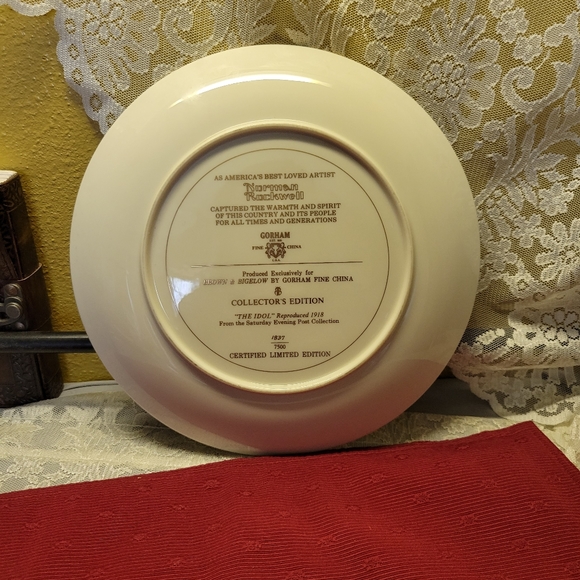 AS AMERICA'S BEST LOVED ARTIST
Norman
Rockwell
CAPTURED THE WARMTH AND SPIRIT
OF THIS COUNTRY AND ITS PEOPLE
FOR ALL TIMES AND GENERATIONS
GORHAM
FINE CHINA
U.S.A.
Produced Exclusively for
BROWN & BIGELOW BY GORHAM FINE CHINA
COLLECTOR'S EDITION
"THE IDOL" Reproduced 1918
From the Saturday Evening Post Collection
7500
CERTIFIED LIMITED EDITION